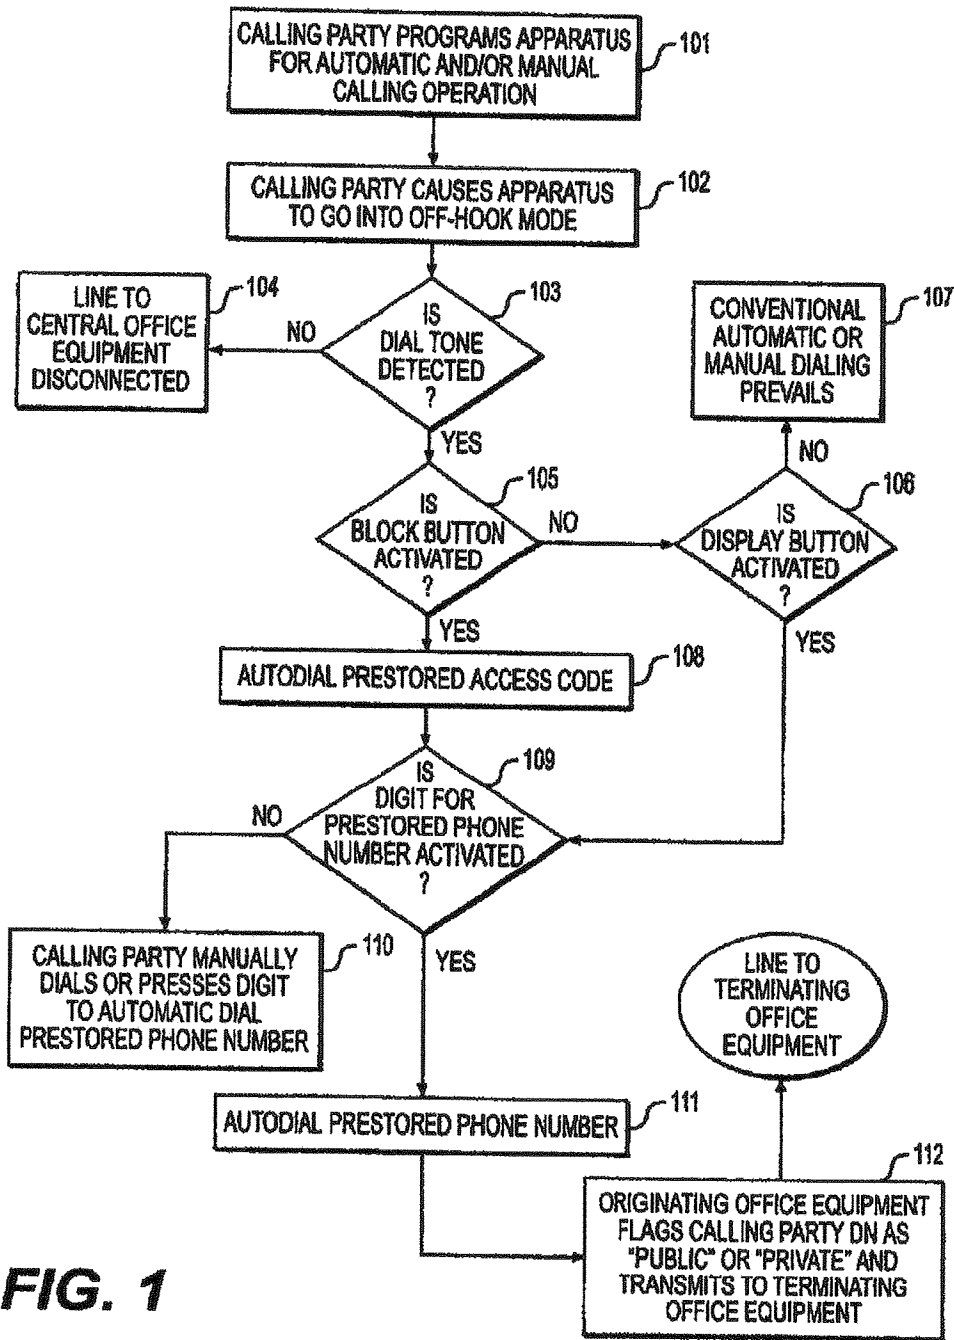 CALLING PARTY PROGRAMS APPARATUS
FOR AUTOMATIC AND/OR MANUAL
CALLING OPERATION
101
CALLING PARTY CAUSES APPARATUS
TO GO INTO OFF-HOOK MODE
102
LINE TO
CENTRAL OFFICE
EQUIPMENT
DISCONNECTED
104
NO
IS
DIAL TONE
DETECTED
?
103
YES
CONVENTIONAL
AUTOMATIC OR
MANUAL DIALING
PREVAILS
107
NO
IS
BLOCK BUTTON
ACTIVATED
?
105
NO
IS
DISPLAY BUTTON
ACTIVATED
?
106
YES
YES
AUTODIAL PRESTORED ACCESS CODE
108
IS
DIGIT FOR
PRESTORED PHONE
NUMBER ACTIVATED
?
109
NO
YES
CALLING PARTY MANUALLY
DIALS OR PRESSES DIGIT
TO AUTOMATIC DIAL
PRESTORED PHONE NUMBER
110
LINE TO
TERMINATING
OFFICE
EQUIPMENT
AUTODIAL PRESTORED PHONE NUMBER
111
ORIGINATING OFFICE EQUIPMENT
FLAGS CALLING PARTY DN AS
"PUBLIC" OR "PRIVATE" AND
TRANSMITS TO TERMINATING
OFFICE EQUIPMENT
112
FIG. 1